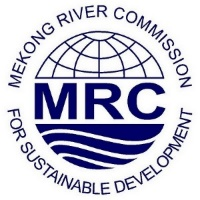 MEKONG RIVER COMMISSION
MRC
FOR SUSTAINABLE DEVELOPMENT